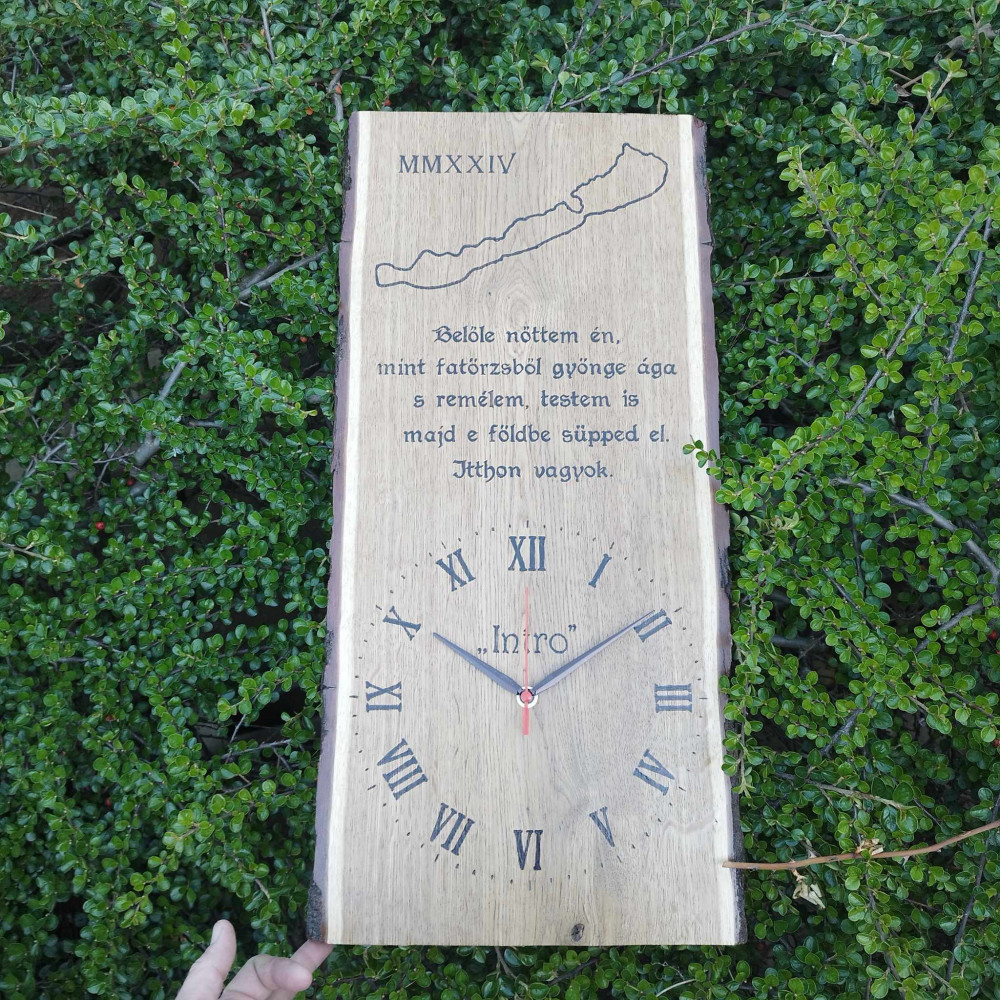 MMXXIV
Belőle nőttem én,
mint fatörzsből gyönge ága
s remélem, testem is
majd e földbe süpped el.
Itthon vagyok.
XII
XI I
X II
„Intro”
IX III
VIII IV
VII V
VI